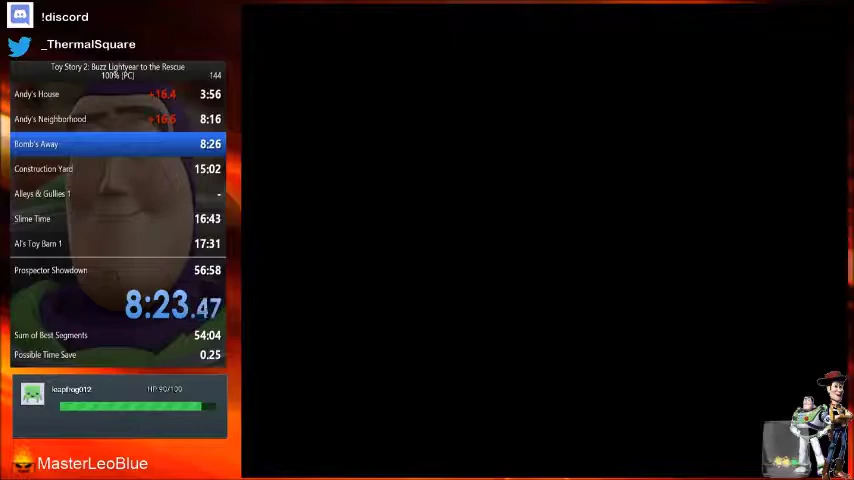 !discord
_ThermalSquare
Toy Story 2: Buzz Lightyear to the Rescue
100% [PC] 144
Andy's House +16.4 3:56
Andy's Neighborhood +16.6 8:16
Bomb's Away 8:26
Construction Yard 15:02
Alleys & Gullies 1 -
Slime Time 16:43
Al's Toy Barn 1 17:31
Prospector Showdown 56:58
8:23.47
Sum of Best Segments 54:04
Possible Time Save 0.25
leapfrog012 HP 90/100
MasterLeoBlue